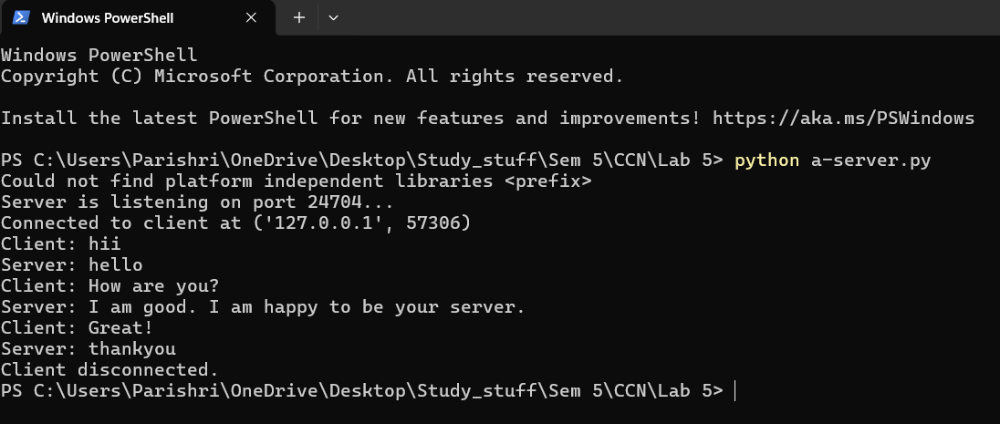 Windows PowerShell
Windows PowerShell
Copyright (C) Microsoft Corporation. All rights reserved.
Install the latest PowerShell for new features and improvements! https://aka.ms/PSWindows
PS C:\Users\Parishri\OneDrive\Desktop\Study_stuff\Sem 5\CCN\Lab 5> python a-server.py
Could not find platform independent libraries <prefix>
Server is listening on port 24704...
Connected to client at ('127.0.0.1', 57306)
Client: hii
Server: hello
Client: How are you?
Server: I am good. I am happy to be your server.
Client: Great!
Server: thankyou
Client disconnected.
PS C:\Users\Parishri\OneDrive\Desktop\Study_stuff\Sem 5\CCN\Lab 5>